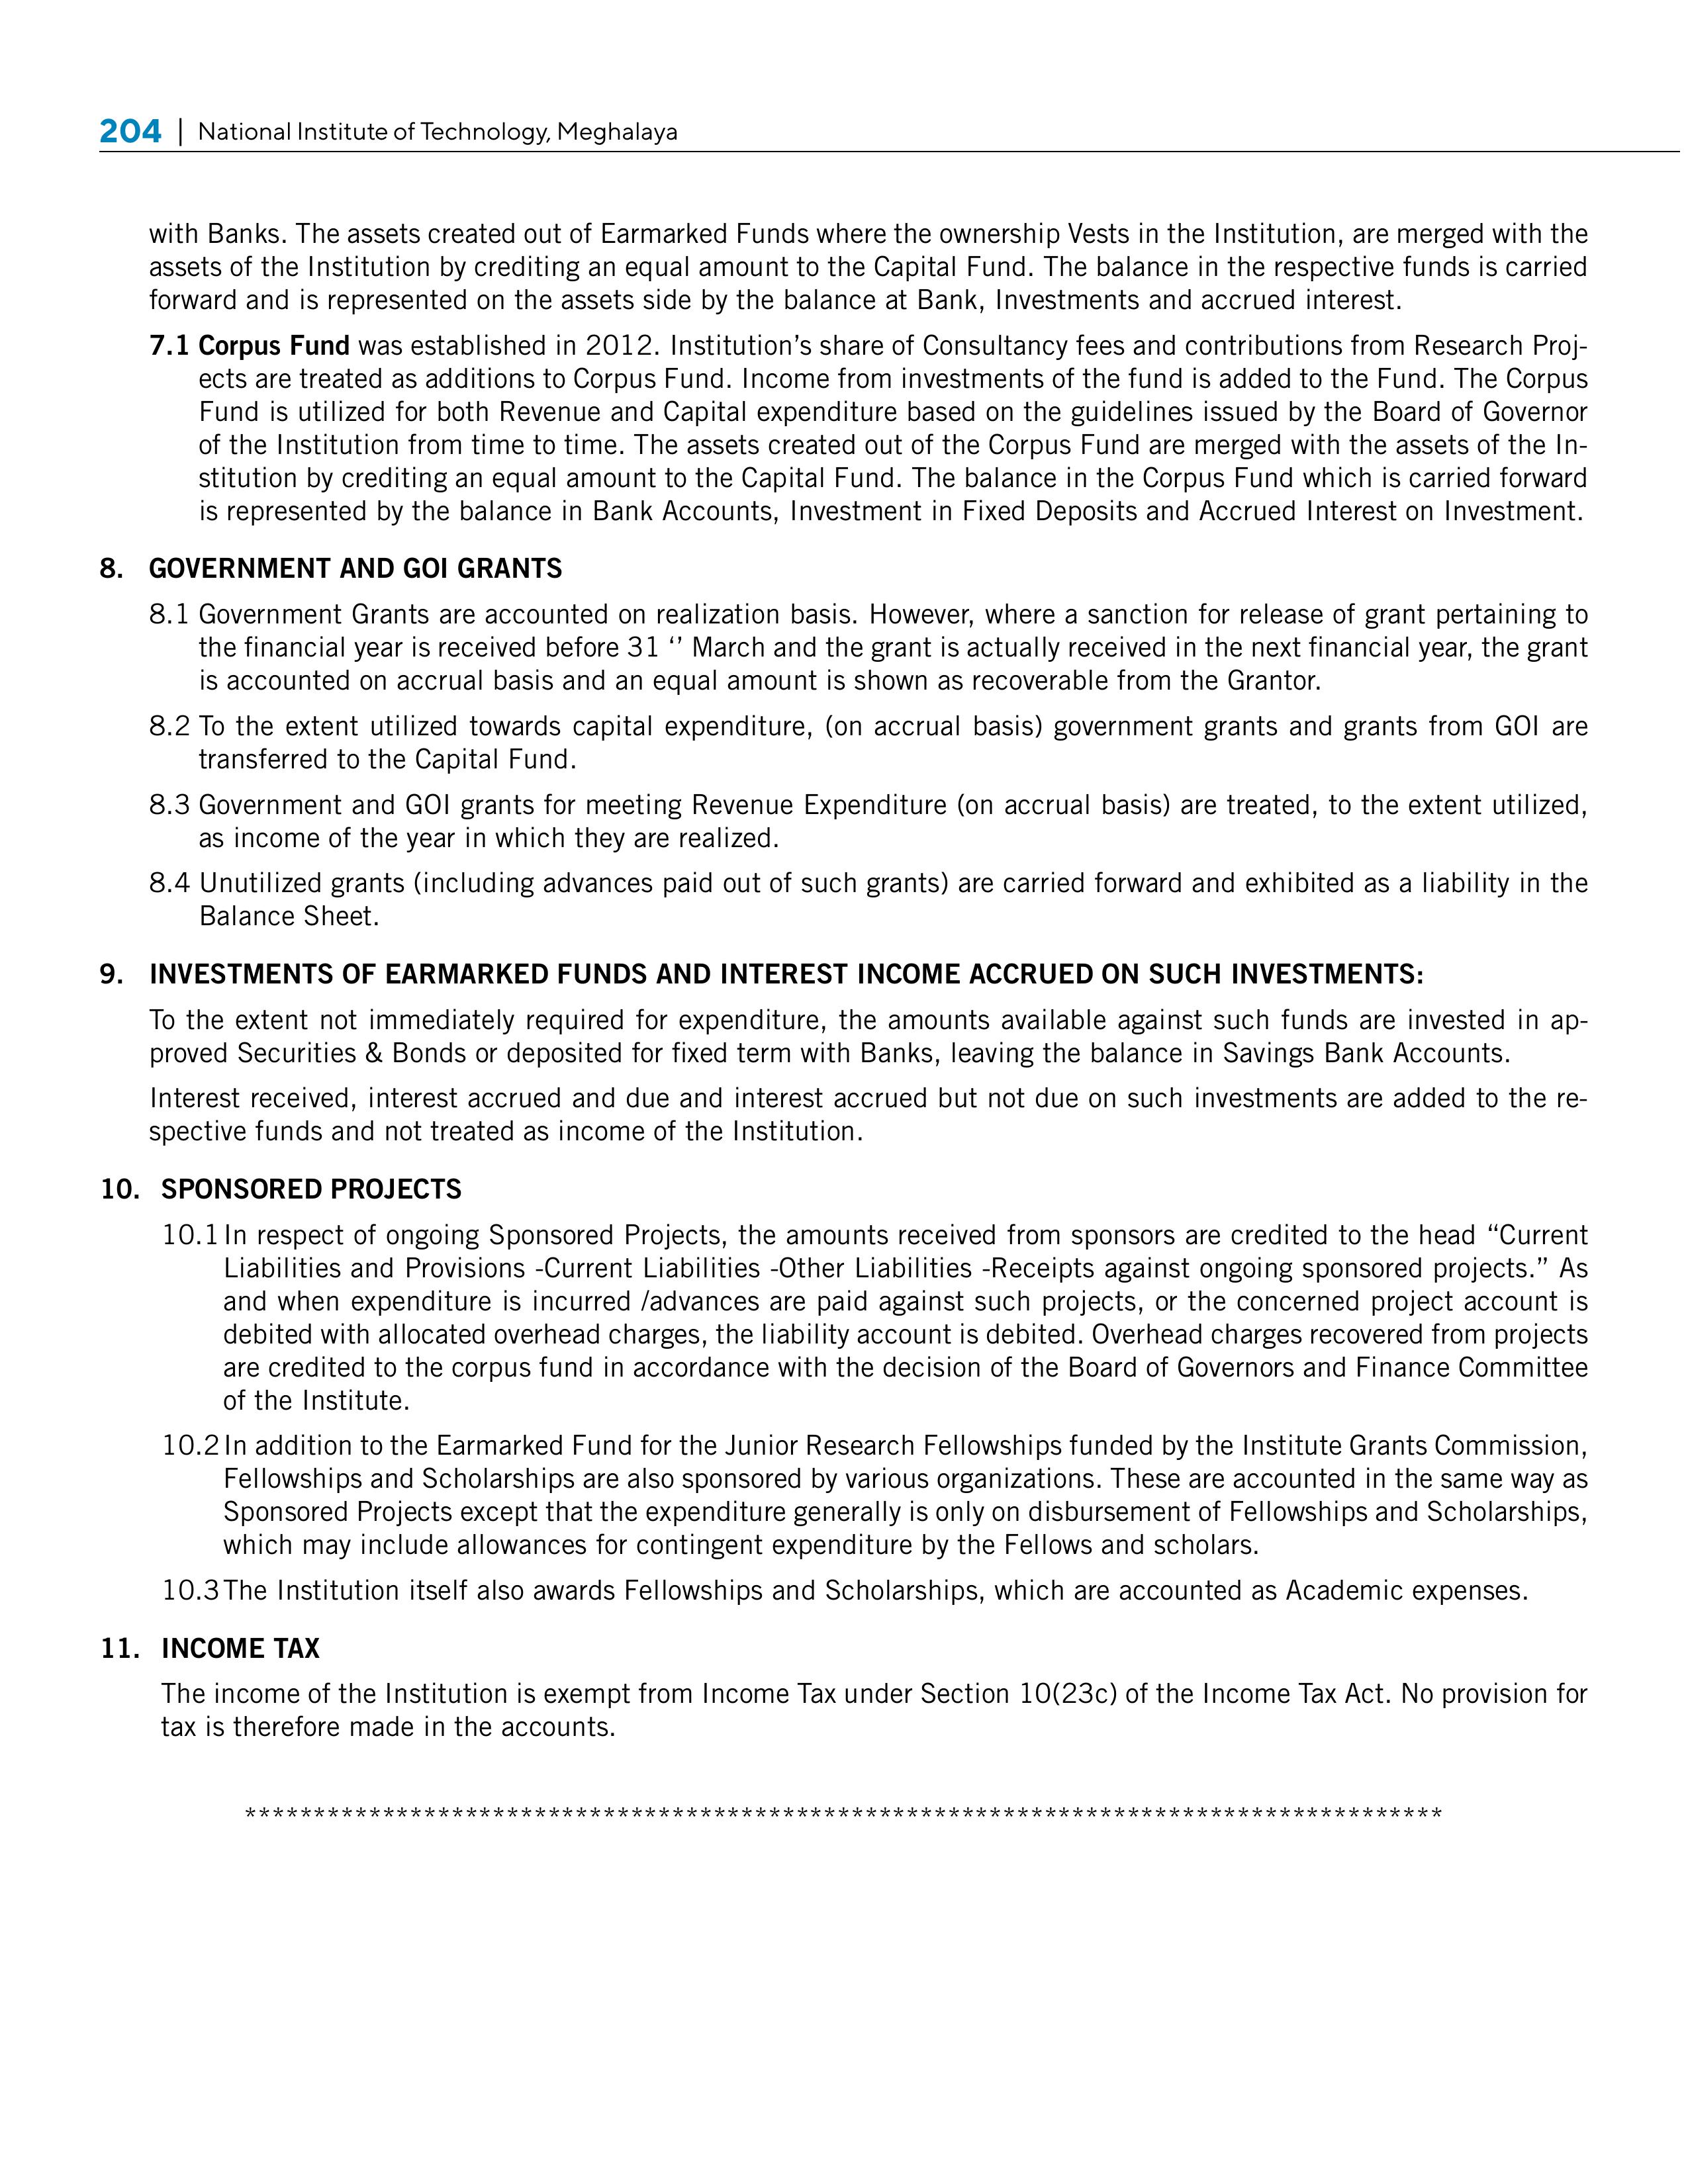 204 | National Institute of Technology, Meghalaya
with Banks. The assets created out of Earmarked Funds where the ownership Vests in the Institution, are merged with the
assets of the Institution by crediting an equal amount to the Capital Fund. The balance in the respective funds is carried
forward and is represented on the assets side by the balance at Bank, Investments and accrued interest.
7.1 Corpus Fund was established in 2012. Institution’s share of Consultancy fees and contributions from Research Proj-
ects are treated as additions to Corpus Fund. Income from investments of the fund is added to the Fund. The Corpus
Fund is utilized for both Revenue and Capital expenditure based on the guidelines issued by the Board of Governor
of the Institution from time to time. The assets created out of the Corpus Fund are merged with the assets of the In-
stitution by crediting an equal amount to the Capital Fund. The balance in the Corpus Fund which is carried forward
is represented by the balance in Bank Accounts, Investment in Fixed Deposits and Accrued Interest on Investment.
8. GOVERNMENT AND GOI GRANTS
8.1 Government Grants are accounted on realization basis. However, where a sanction for release of grant pertaining to
the financial year is received before 31 ‘’ March and the grant is actually received in the next financial year, the grant
is accounted on accrual basis and an equal amount is shown as recoverable from the Grantor.
8.2 To the extent utilized towards capital expenditure, (on accrual basis) government grants and grants from GOI are
transferred to the Capital Fund.
8.3 Government and GOI grants for meeting Revenue Expenditure (on accrual basis) are treated, to the extent utilized,
as income of the year in which they are realized.
8.4 Unutilized grants (including advances paid out of such grants) are carried forward and exhibited as a liability in the
Balance Sheet.
9. INVESTMENTS OF EARMARKED FUNDS AND INTEREST INCOME ACCRUED ON SUCH INVESTMENTS:
To the extent not immediately required for expenditure, the amounts available against such funds are invested in ap-
proved Securities & Bonds or deposited for fixed term with Banks, leaving the balance in Savings Bank Accounts.
Interest received, interest accrued and due and interest accrued but not due on such investments are added to the re-
spective funds and not treated as income of the Institution.
10. SPONSORED PROJECTS
10.1 In respect of ongoing Sponsored Projects, the amounts received from sponsors are credited to the head “Current
Liabilities and Provisions -Current Liabilities -Other Liabilities -Receipts against ongoing sponsored projects.” As
and when expenditure is incurred /advances are paid against such projects, or the concerned project account is
debited with allocated overhead charges, the liability account is debited. Overhead charges recovered from projects
are credited to the corpus fund in accordance with the decision of the Board of Governors and Finance Committee
of the Institute.
10.2 In addition to the Earmarked Fund for the Junior Research Fellowships funded by the Institute Grants Commission,
Fellowships and Scholarships are also sponsored by various organizations. These are accounted in the same way as
Sponsored Projects except that the expenditure generally is only on disbursement of Fellowships and Scholarships,
which may include allowances for contingent expenditure by the Fellows and scholars.
10.3 The Institution itself also awards Fellowships and Scholarships, which are accounted as Academic expenses.
11. INCOME TAX
The income of the Institution is exempt from Income Tax under Section 10(23c) of the Income Tax Act. No provision for
tax is therefore made in the accounts.
****************************************************************************************